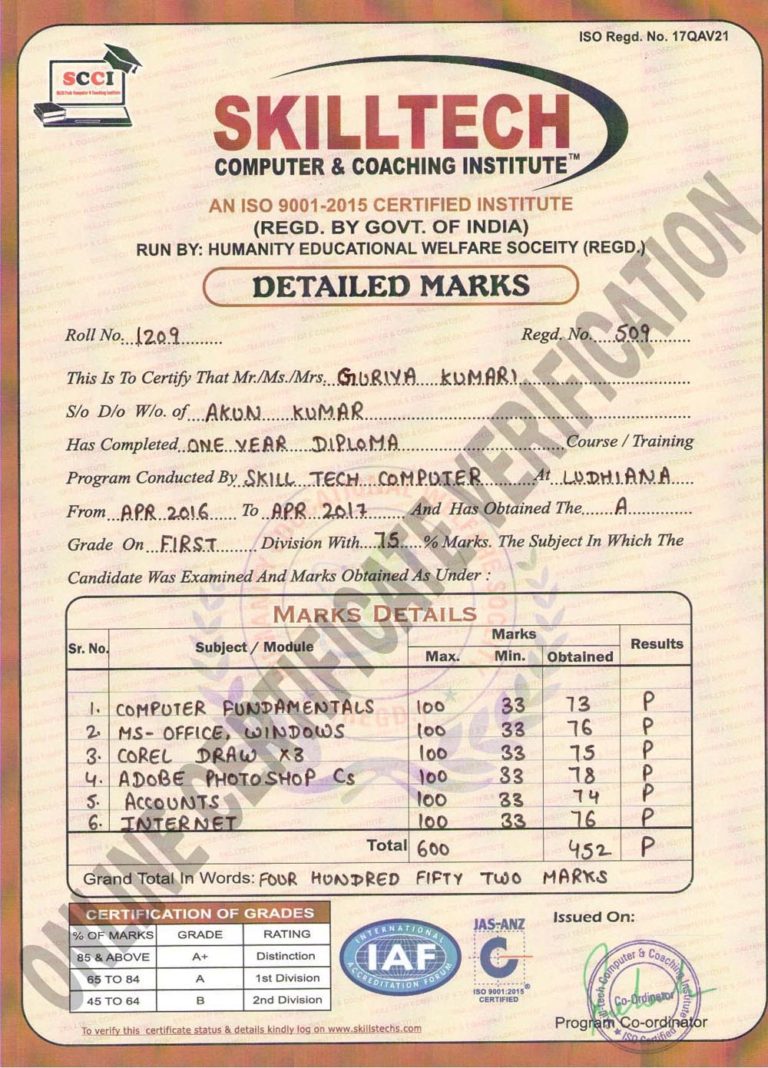 ISO Regd. No. 17QAV21
SCCI
SKILLTECH
COMPUTER & COACHING INSTITUTE™
AN ISO 9001-2015 CERTIFIED INSTITUTE
(REGD. BY GOVT. OF INDIA)
RUN BY: HUMANITY EDUCATIONAL WELFARE SOCEITY (REGD.)
DETAILED MARKS
Roll No. 1209 Regd. No. 509
This Is To Certify That Mr./Ms./Mrs. GURIYA KUMARI
S/o D/o W/o. of AKUN KUMAR
Has Completed ONE YEAR DIPLOMA Course / Training
Program Conducted By SKILL TECH COMPUTER At LUDHIANA
From APR 2016 To APR 2017 And Has Obtained The A
Grade On FIRST Division With 75 % Marks. The Subject In Which The
Candidate Was Examined And Marks Obtained As Under :
MARKS DETAILS
Sr. No. Subject / Module Marks Results
Max. Min. Obtained
1. COMPUTER FUNDAMENTALS 100 33 73 P
2. MS-OFFICE, WINDOWS 100 33 76 P
3. COREL DRAW X3 100 33 75 P
4. ADOBE PHOTOSHOP Cs 100 33 78 P
5. ACCOUNTS 100 33 74 P
6. INTERNET 100 33 76 P
Total 600 452 P
Grand Total In Words: FOUR HUNDRED FIFTY TWO MARKS
CERTIFICATION OF GRADES
% OF MARKS GRADE RATING
85 & ABOVE A+ Distinction
65 TO 84 A 1st Division
45 TO 64 B 2nd Division
INTERNATIONAL
IAF
ACCREDITATION FORUM
JAS-ANZ
C
ISO 9001:2015
CERTIFIED
Issued On:
Co-Ordinator
ISO Certified
Program Co-ordinator
To verify this certificate status & details kindly log on www.skilltechs.com
ONLINE CERTIFICATE VERIFICATION